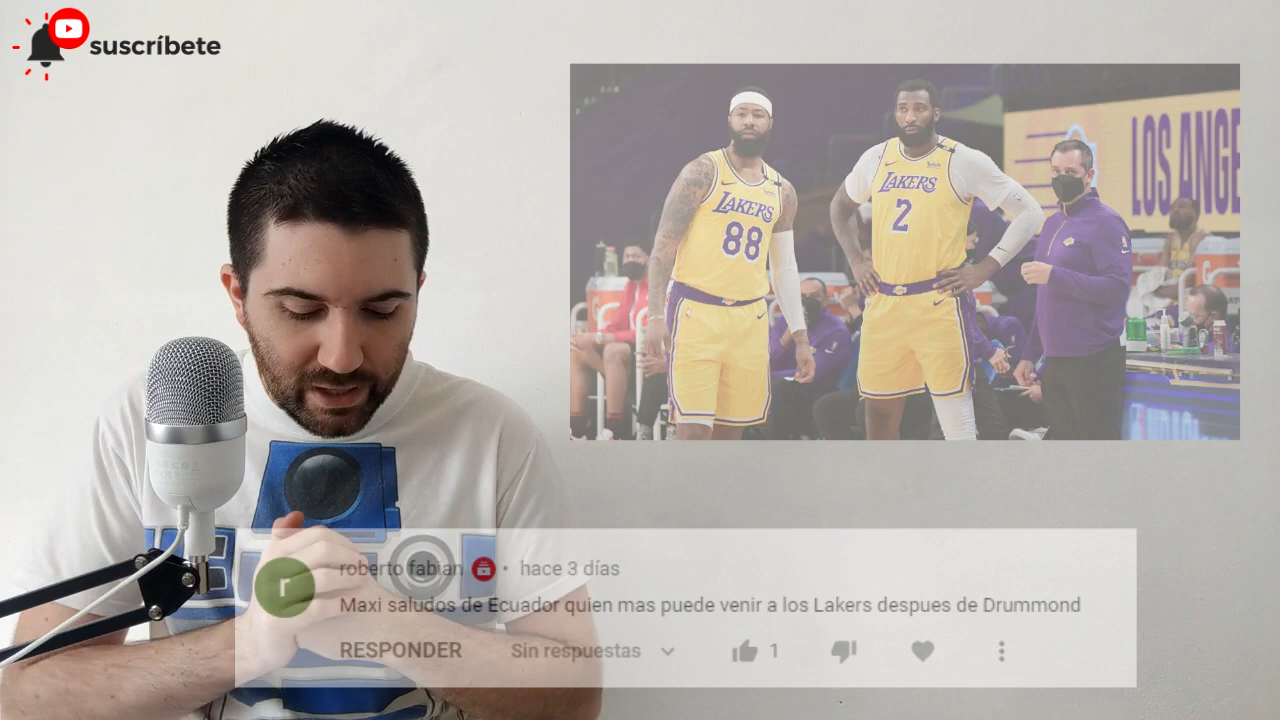 suscríbete
LOS ANGE
LAKERS
88
wish
LAKERS
2
roberto fabian • hace 3 días
r
Maxi saludos de Ecuador quien mas puede venir a los Lakers despues de Drummond
RESPONDER Sin respuestas 1